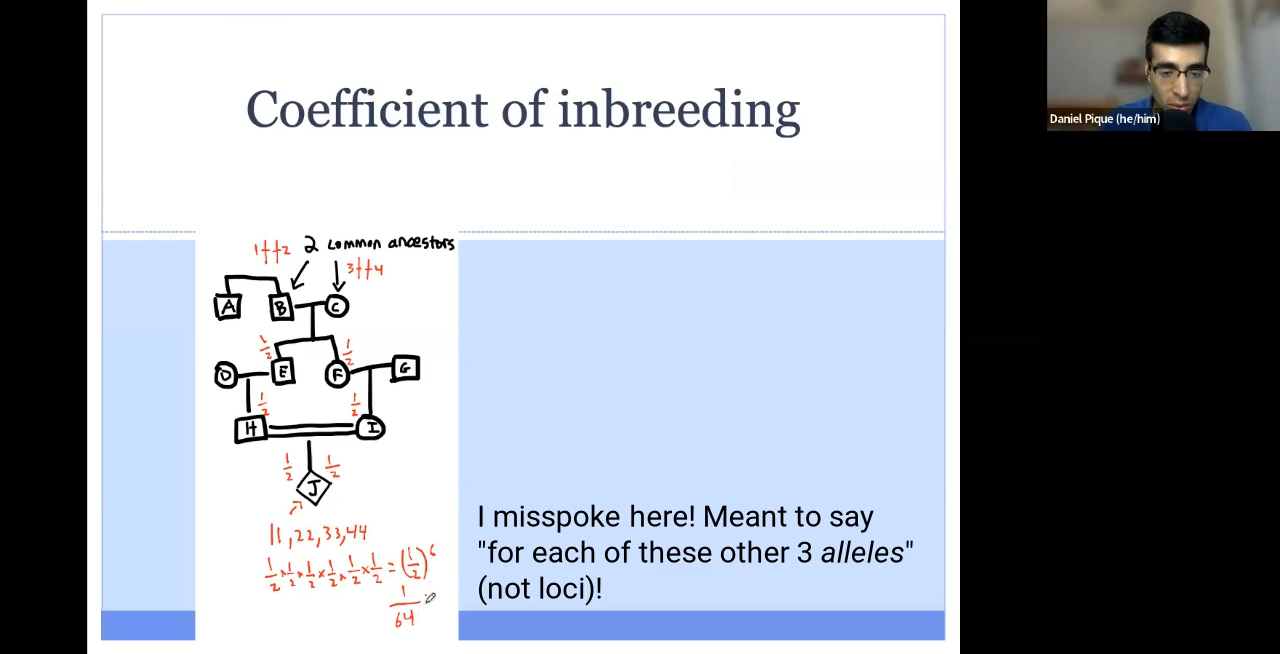 Coefficient of inbreeding
Daniel Pique (he/him)
1 2 2 common ancestors
3 4
A B C
1/2 1/2
D E F G
1/2 1/2
H I
1/2 1/2
J
11, 22, 33, 44
1/2 x 1/2 x 1/2 x 1/2 x 1/2 x 1/2 = (1/2)^6
1/64
I misspoke here! Meant to say
"for each of these other 3 alleles"
(not loci)!